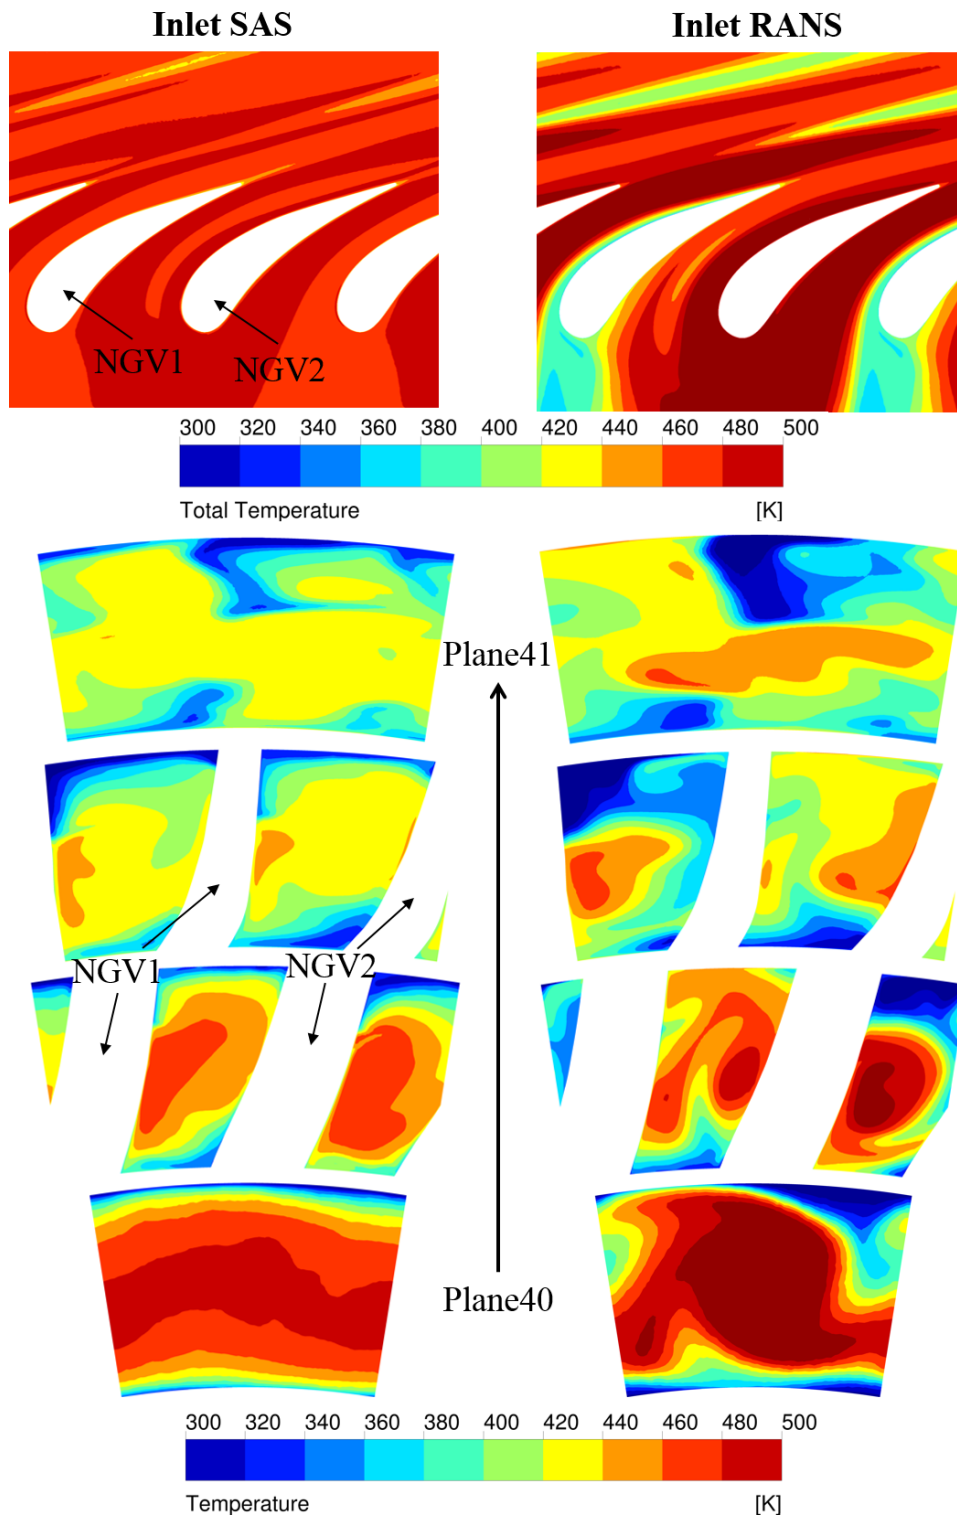 Inlet SAS
Inlet RANS
NGV1
NGV2
300 320 340 360 380 400 420 440 460 480 500
Total Temperature [K]
Plane41
NGV1
NGV2
Plane40
300 320 340 360 380 400 420 440 460 480 500
Temperature [K]